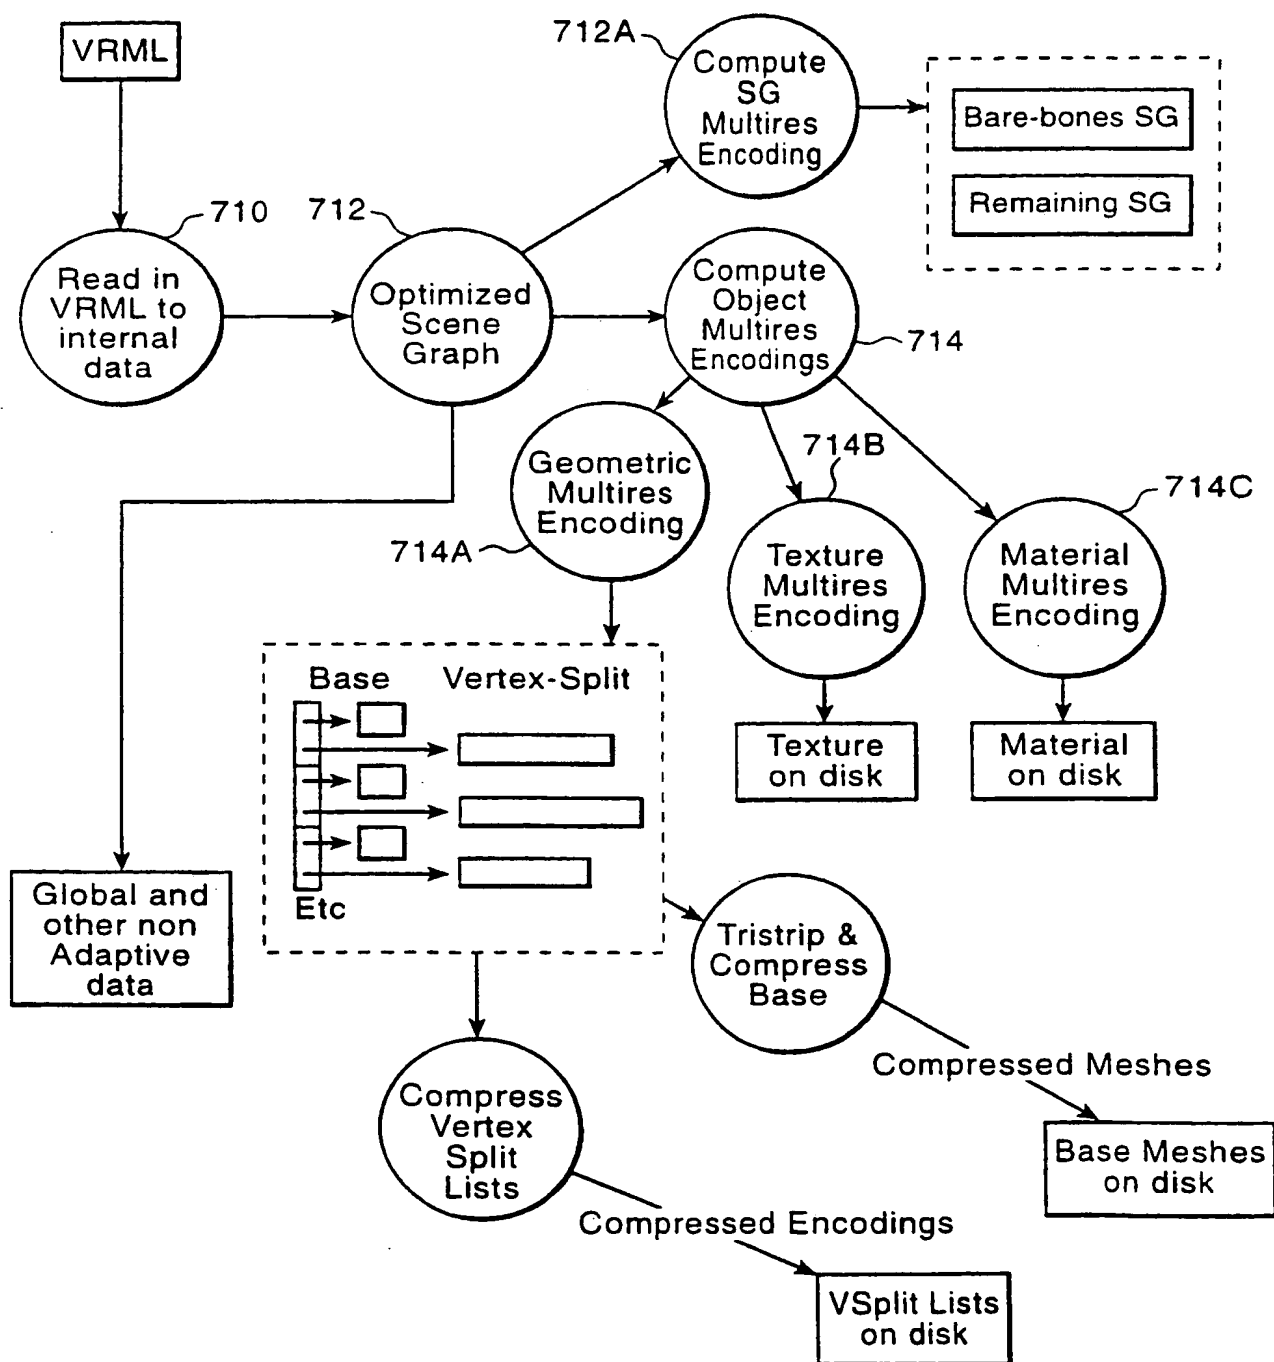 VRML
712A
Compute
SG
Multires
Encoding
Bare-bones SG
Remaining SG
710
712
Read in
VRML to
internal
data
Optimized
Scene
Graph
Compute
Object
Multires
Encodings
714
Geometric
Multires
Encoding
714A
714B
714C
Texture
Multires
Encoding
Material
Multires
Encoding
Base
Vertex-Split
Etc
Texture
on disk
Material
on disk
Global and
other non
Adaptive
data
Tristrip &
Compress
Base
Compressed Meshes
Base Meshes
on disk
Compress
Vertex
Split
Lists
Compressed Encodings
VSplit Lists
on disk